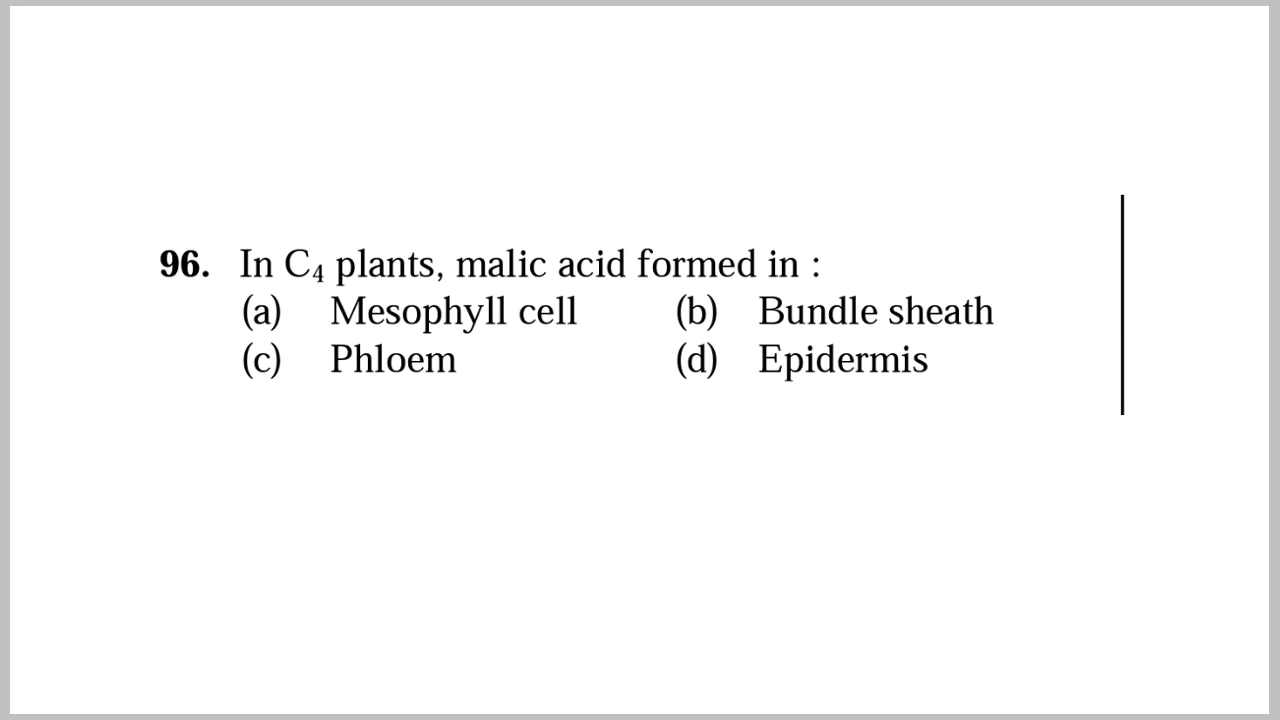 96. In C₄ plants, malic acid formed in :
(a) Mesophyll cell (b) Bundle sheath
(c) Phloem (d) Epidermis